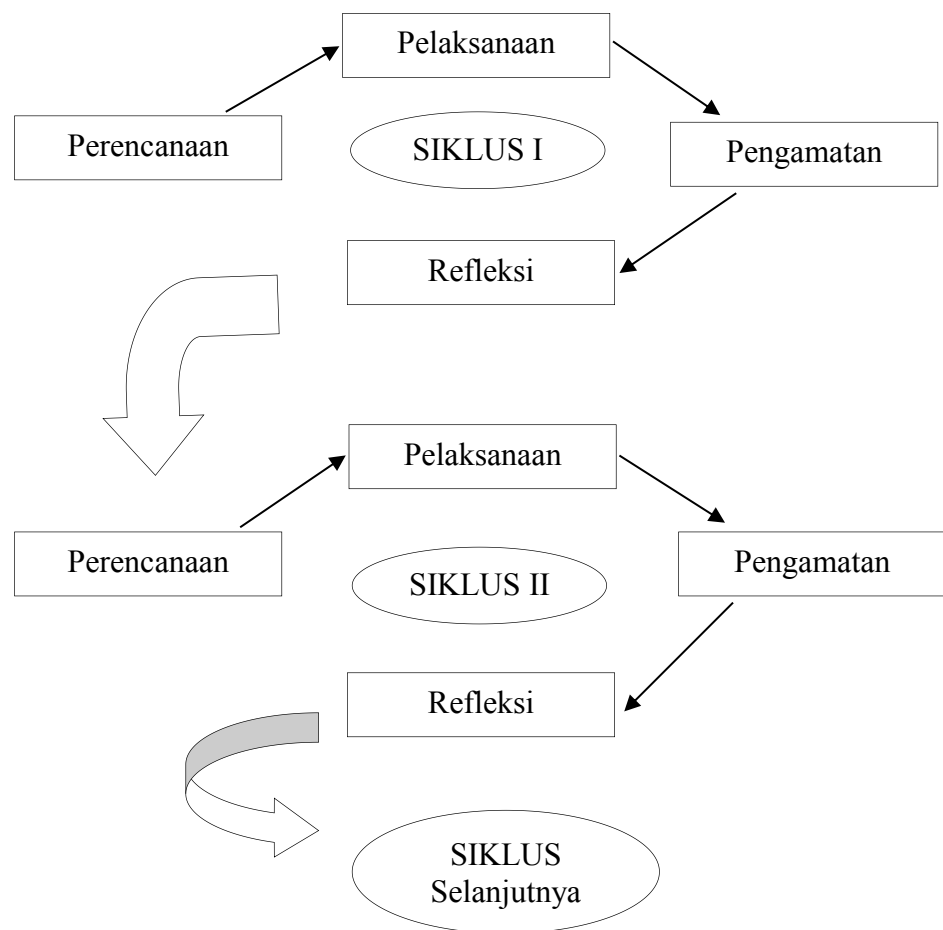 Pelaksanaan
Perencanaan
SIKLUS I
Pengamatan
Refleksi
Pelaksanaan
Perencanaan
SIKLUS II
Pengamatan
Refleksi
SIKLUS
Selanjutnya